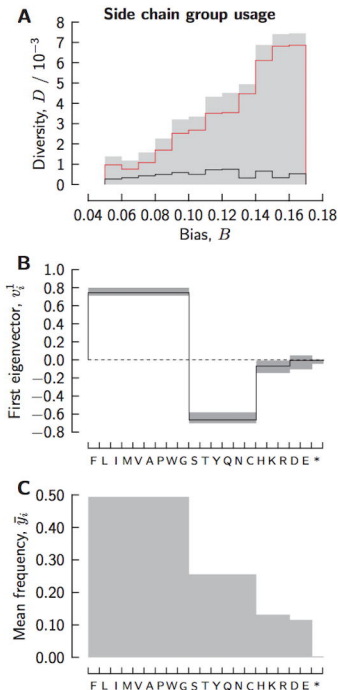 A
Side chain group usage
Diversity, D / 10⁻³
8
7
6
5
4
3
2
1
0
0.04 0.06 0.08 0.10 0.12 0.14 0.16 0.18
Bias, B
B
First eigenvector, v¹ᵢ
1.0
0.8
0.6
0.4
0.2
0.0
−0.2
−0.4
−0.6
−0.8
F L I M V A P W G S T Y Q N C H K R D E *
C
Mean frequency, ȳᵢ
0.50
0.40
0.30
0.20
0.10
0.00
F L I M V A P W G S T Y Q N C H K R D E *